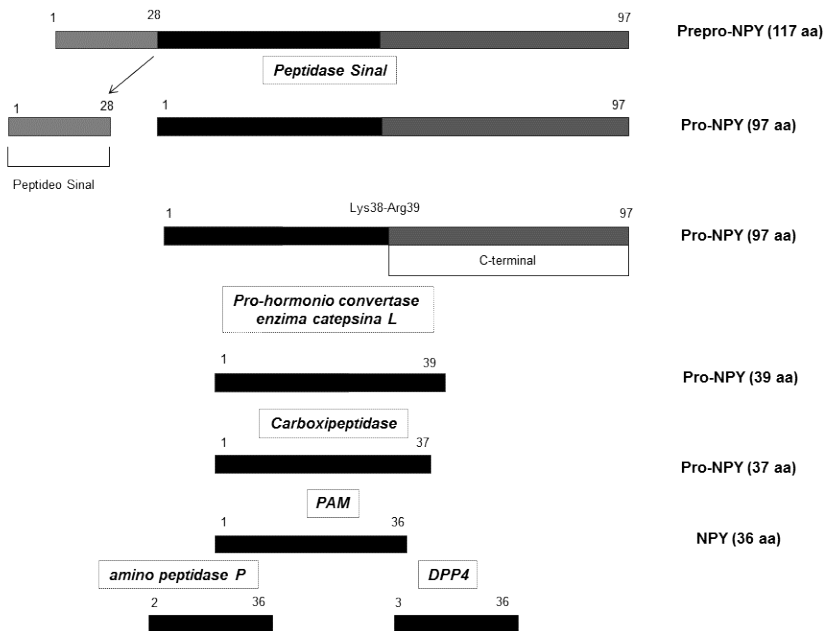 1 28 97 Prepro-NPY (117 aa)
Peptidase Sinal
1 28 1 97 Pro-NPY (97 aa)
Peptideo Sinal
Lys38-Arg39
1 97 Pro-NPY (97 aa)
C-terminal
Pro-hormonio convertase
enzima catepsina L
1 39 Pro-NPY (39 aa)
Carboxipeptidase
1 37 Pro-NPY (37 aa)
PAM
1 36 NPY (36 aa)
amino peptidase P DPP4
2 36 3 36